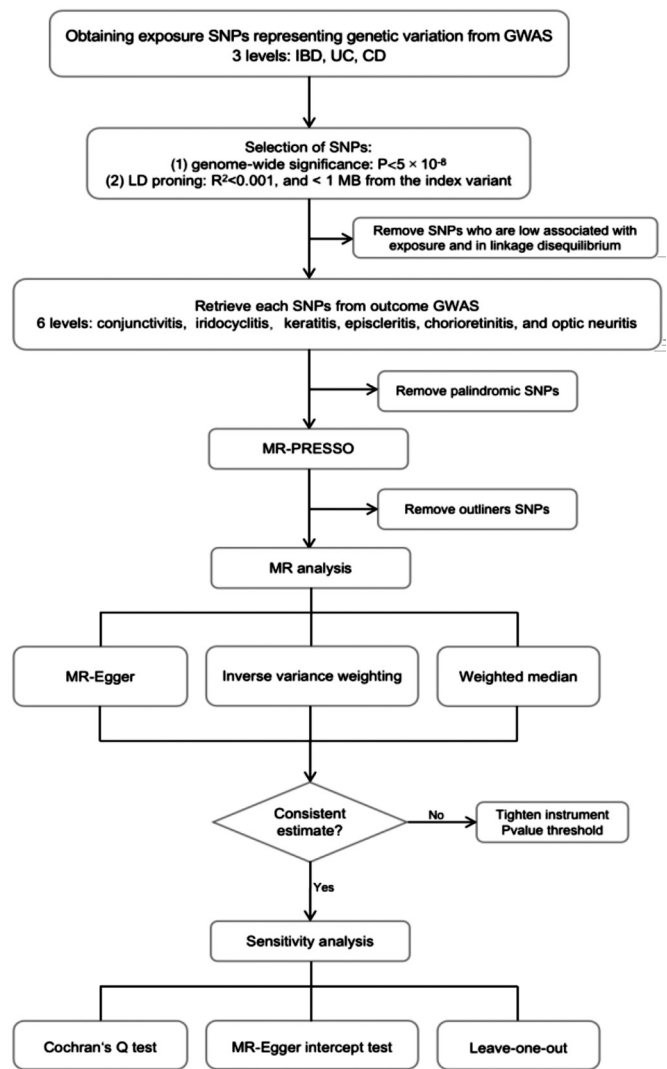 Obtaining exposure SNPs representing genetic variation from GWAS
3 levels: IBD, UC, CD
Selection of SNPs:
(1) genome-wide significance: P<5 × 10⁻⁸
(2) LD proning: R²<0.001, and < 1 MB from the index variant
Remove SNPs who are low associated with
exposure and in linkage disequilibrium
Retrieve each SNPs from outcome GWAS
6 levels: conjunctivitis, iridocyclitis, keratitis, episcleritis, chorioretinitis, and optic neuritis
Remove palindromic SNPs
MR-PRESSO
Remove outliners SNPs
MR analysis
MR-Egger
Inverse variance weighting
Weighted median
Consistent
estimate?
No
Tighten instrument
Pvalue threshold
Yes
Sensitivity analysis
Cochran's Q test
MR-Egger intercept test
Leave-one-out